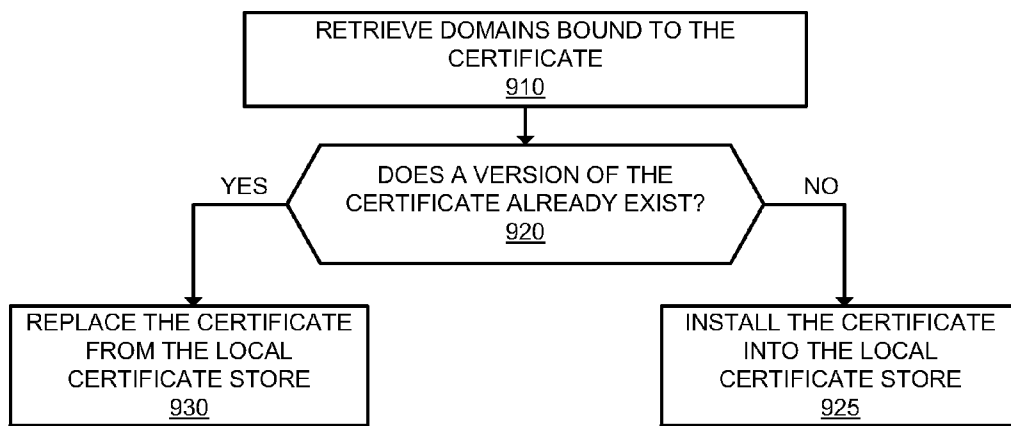 RETRIEVE DOMAINS BOUND TO THE
CERTIFICATE
910
DOES A VERSION OF THE
CERTIFICATE ALREADY EXIST?
920
YES
NO
REPLACE THE CERTIFICATE
FROM THE LOCAL
CERTIFICATE STORE
930
INSTALL THE CERTIFICATE
INTO THE LOCAL
CERTIFICATE STORE
925